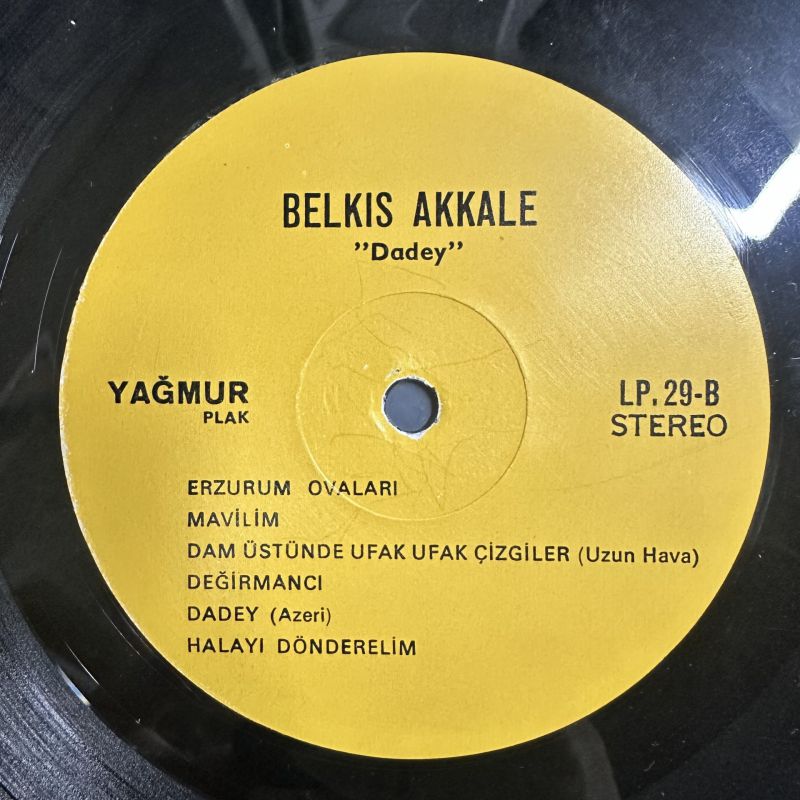 BELKIS AKKALE
"Dadey"
YAĞMUR
PLAK
LP. 29-B
STEREO
ERZURUM OVALARI
MAVİLİM
DAM ÜSTÜNDE UFAK UFAK ÇİZGİLER (Uzun Hava)
DEĞİRMANCI
DADEY (Azeri)
HALAYI DÖNDERELİM